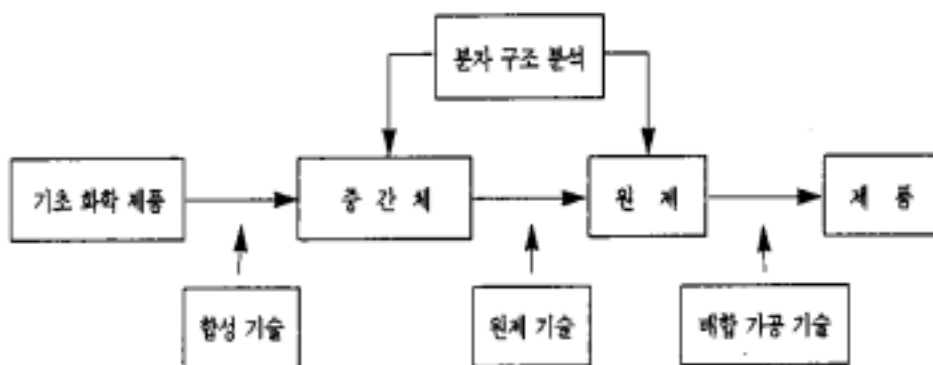 분자 구조 분석
기초 화학 제품
중 간 체
원 제
제 품
합성 기술
원제 기술
배합 가공 기술